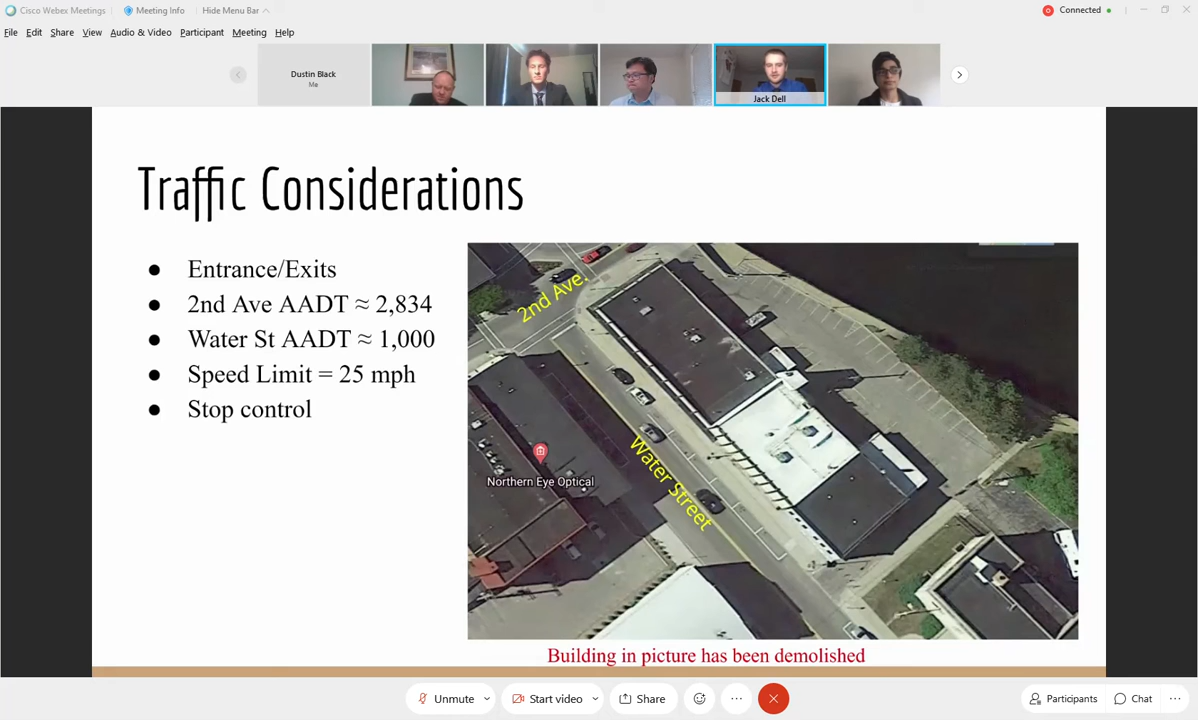 Cisco Webex Meetings
Meeting Info
Hide Menu Bar
Connected
File Edit Share View Audio & Video Participant Meeting Help
Dustin Black
Me
Jack Dell
Traffic Considerations
● Entrance/Exits
● 2nd Ave AADT ≈ 2,834
● Water St AADT ≈ 1,000
● Speed Limit = 25 mph
● Stop control
2nd Ave.
Water Street
Northern Eye Optical
Building in picture has been demolished
Unmute
Start video
Share
Participants
Chat